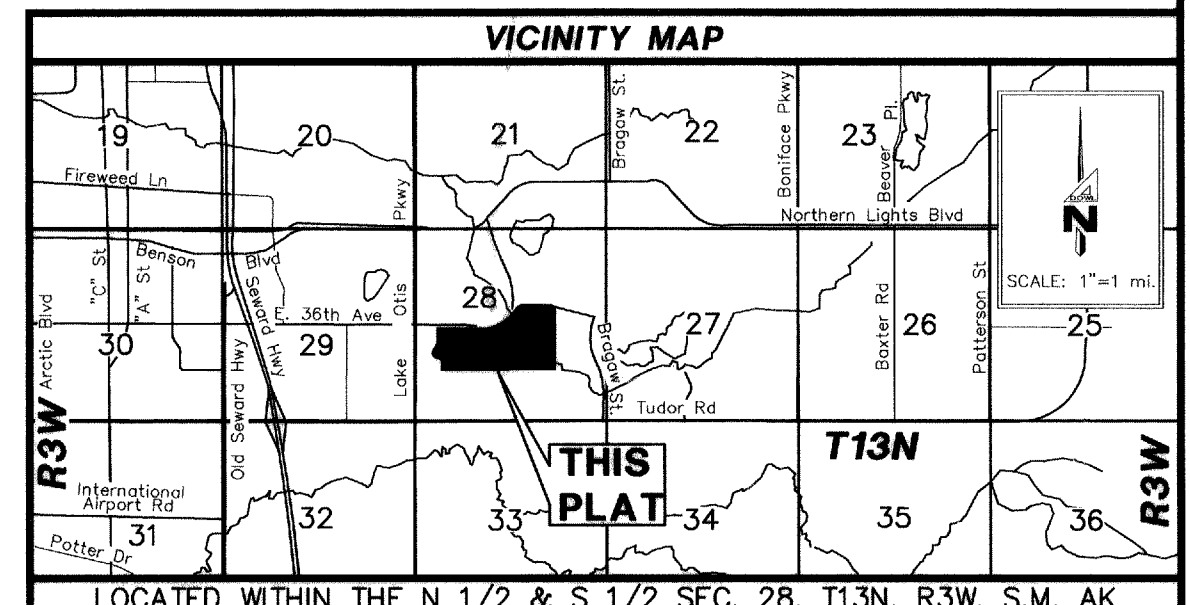 VICINITY MAP
19
20
21
22
23
Bragaw St.
Boniface Pkwy
Beaver Pl.
Fireweed Ln
Pkwy
Northern Lights Blvd
DOWL
N
SCALE: 1"=1 mi.
Benson
Blvd
"C" St
"A" St
Seward Hwy
E. 36th Ave
Otis
28
27
26
25
Arctic Blvd
30
29
Old Seward Hwy
Lake
Bragaw St.
Baxter Rd
Patterson St
Tudor Rd
R3W
T13N
R3W
THIS
PLAT
International
Airport Rd
31
32
33
34
35
36
Potter Dr
LOCATED WITHIN THE N 1/2 & S 1/2 SEC. 28, T13N, R3W, S.M. AK